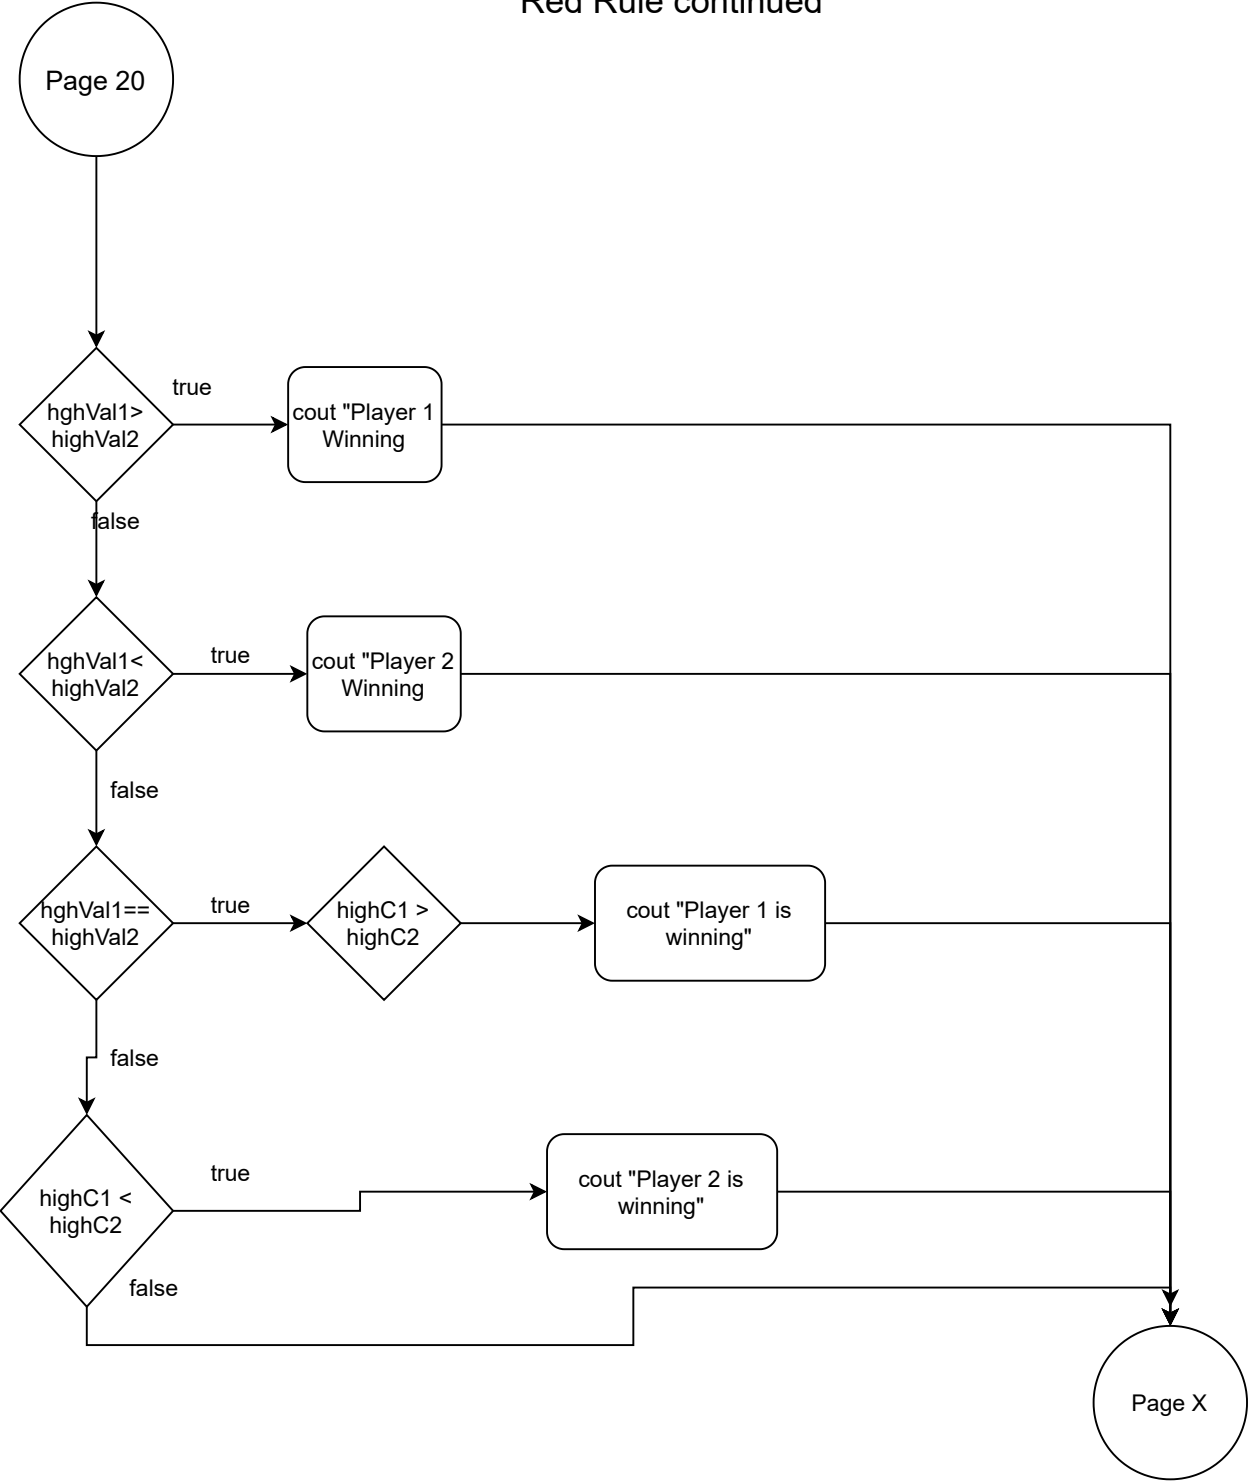 Red Rule continued
Page 20
true
hghVal1>
highVal2
cout "Player 1
Winning
false
true
hghVal1<
highVal2
cout "Player 2
Winning
false
true
hghVal1==
highVal2
highC1 >
highC2
cout "Player 1 is
winning"
false
true
highC1 <
highC2
cout "Player 2 is
winning"
false
Page X